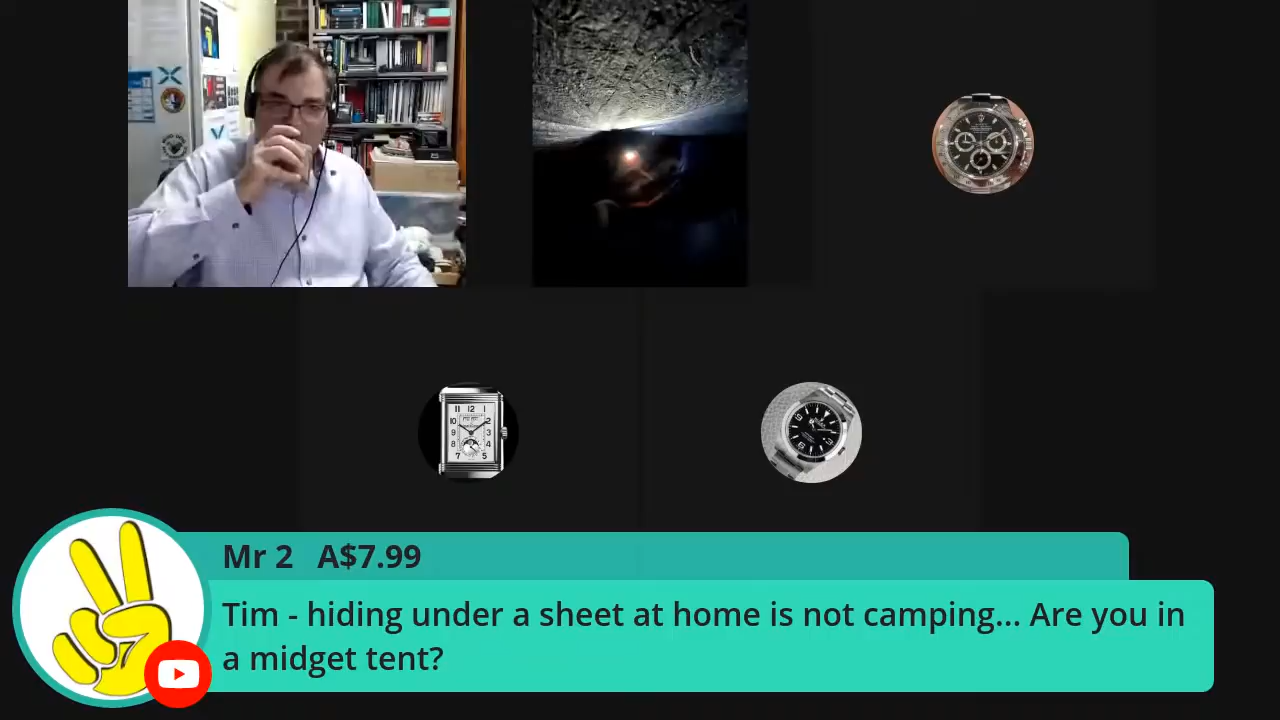 Mr 2 A$7.99
Tim - hiding under a sheet at home is not camping... Are you in
a midget tent?